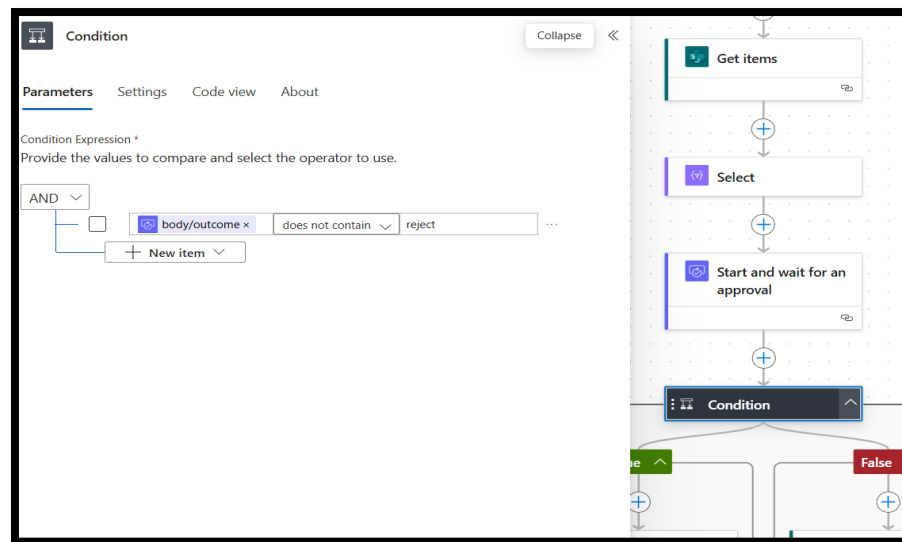 Condition
Collapse
Parameters Settings Code view About
Condition Expression *
Provide the values to compare and select the operator to use.
AND
body/outcome × does not contain reject ...
New item
Get items
Select
Start and wait for an
approval
Condition
False